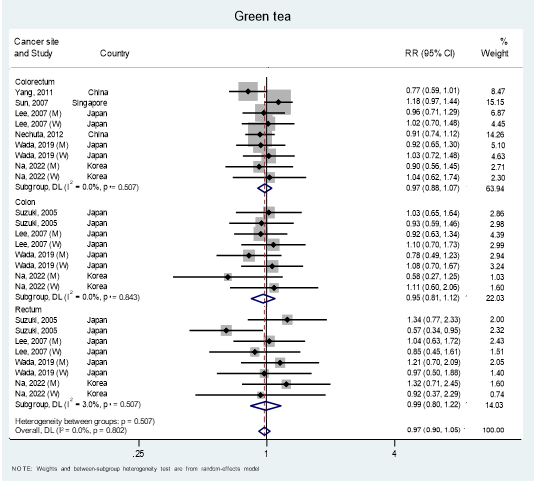 Green tea
Cancer site %
and Study Country RR (95% CI) Weight
Colorectum
Yang, 2011 China 0.77 (0.59, 1.01) 8.47
Sun, 2007 Singapore 1.18 (0.97, 1.44) 15.15
Lee, 2007 (M) Japan 0.96 (0.71, 1.29) 6.87
Lee, 2007 (W) Japan 1.02 (0.70, 1.48) 4.45
Nechuta, 2012 China 0.91 (0.74, 1.12) 14.26
Wada, 2019 (M) Japan 0.92 (0.65, 1.30) 5.10
Wada, 2019 (W) Japan 1.03 (0.72, 1.48) 4.63
Na, 2022 (M) Korea 0.90 (0.56, 1.45) 2.71
Na, 2022 (W) Korea 1.04 (0.62, 1.74) 2.30
Subgroup, DL (I² = 0.0%, p = 0.507) 0.97 (0.88, 1.07) 63.94
Colon
Suzuki, 2005 Japan 1.03 (0.65, 1.64) 2.86
Suzuki, 2005 Japan 0.93 (0.59, 1.46) 2.98
Lee, 2007 (M) Japan 0.92 (0.63, 1.34) 4.39
Lee, 2007 (W) Japan 1.10 (0.70, 1.73) 2.99
Wada, 2019 (M) Japan 0.78 (0.49, 1.23) 2.94
Wada, 2019 (W) Japan 1.08 (0.70, 1.67) 3.24
Na, 2022 (M) Korea 0.58 (0.27, 1.25) 1.03
Na, 2022 (W) Korea 1.11 (0.60, 2.06) 1.60
Subgroup, DL (I² = 0.0%, p = 0.843) 0.95 (0.81, 1.12) 22.03
Rectum
Suzuki, 2005 Japan 1.34 (0.77, 2.33) 2.00
Suzuki, 2005 Japan 0.57 (0.34, 0.95) 2.32
Lee, 2007 (M) Japan 1.04 (0.63, 1.72) 2.43
Lee, 2007 (W) Japan 0.85 (0.45, 1.61) 1.51
Wada, 2019 (M) Japan 1.21 (0.70, 2.09) 2.05
Wada, 2019 (W) Japan 0.97 (0.50, 1.88) 1.40
Na, 2022 (M) Korea 1.32 (0.71, 2.45) 1.60
Na, 2022 (W) Korea 0.92 (0.37, 2.29) 0.74
Subgroup, DL (I² = 3.0%, p = 0.507) 0.99 (0.80, 1.22) 14.03
Heterogeneity between groups: p = 0.507
Overall, DL (I² = 0.0%, p = 0.802) 0.97 (0.90, 1.05) 100.00
.25 1 4
NOTE: Weights and between-subgroup heterogeneity test are from random-effects model